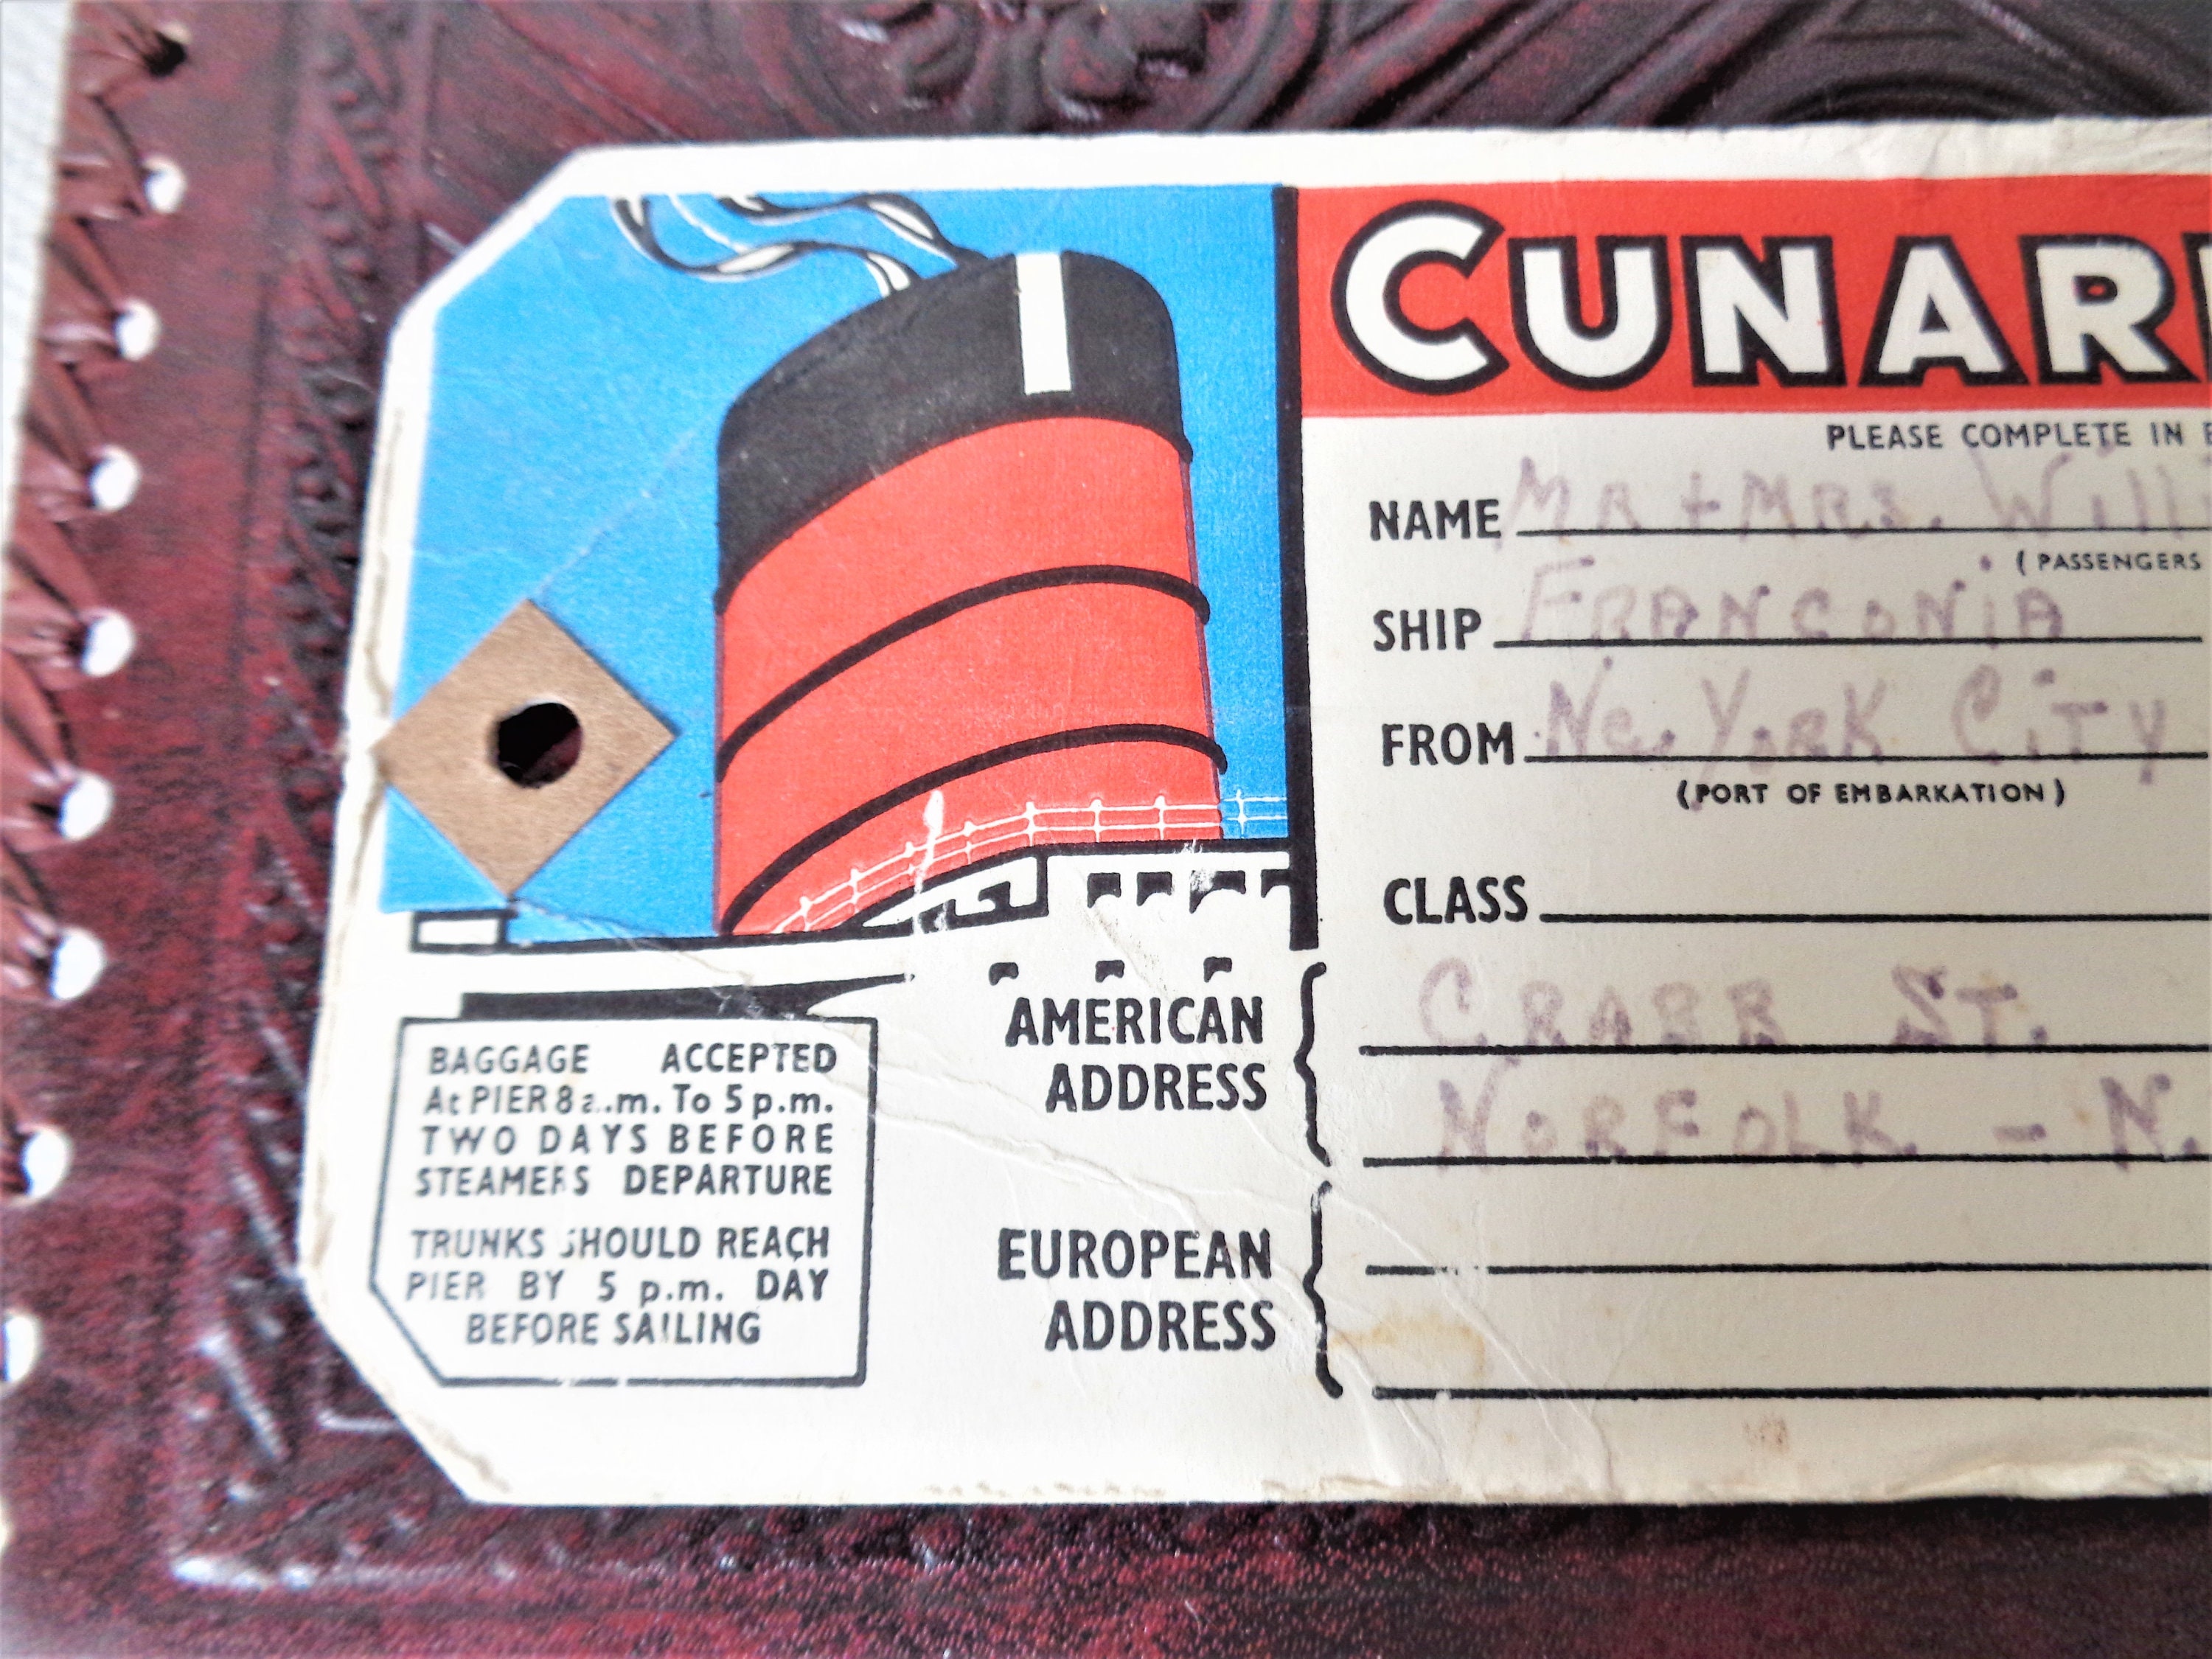 CUNAR
PLEASE COMPLETE IN
NAME MR + MRS. Will
(PASSENGERS
SHIP FRANCONIA
FROM New YORK CITY
(PORT OF EMBARKATION)
CLASS
AMERICAN ADDRESS
CRABB ST.
NORFOLK - N.
EUROPEAN ADDRESS
BAGGAGE ACCEPTED
At PIER 8 a.m. To 5 p.m.
TWO DAYS BEFORE
STEAMERS DEPARTURE
TRUNKS SHOULD REACH
PIER BY 5 p.m. DAY
BEFORE SAILING